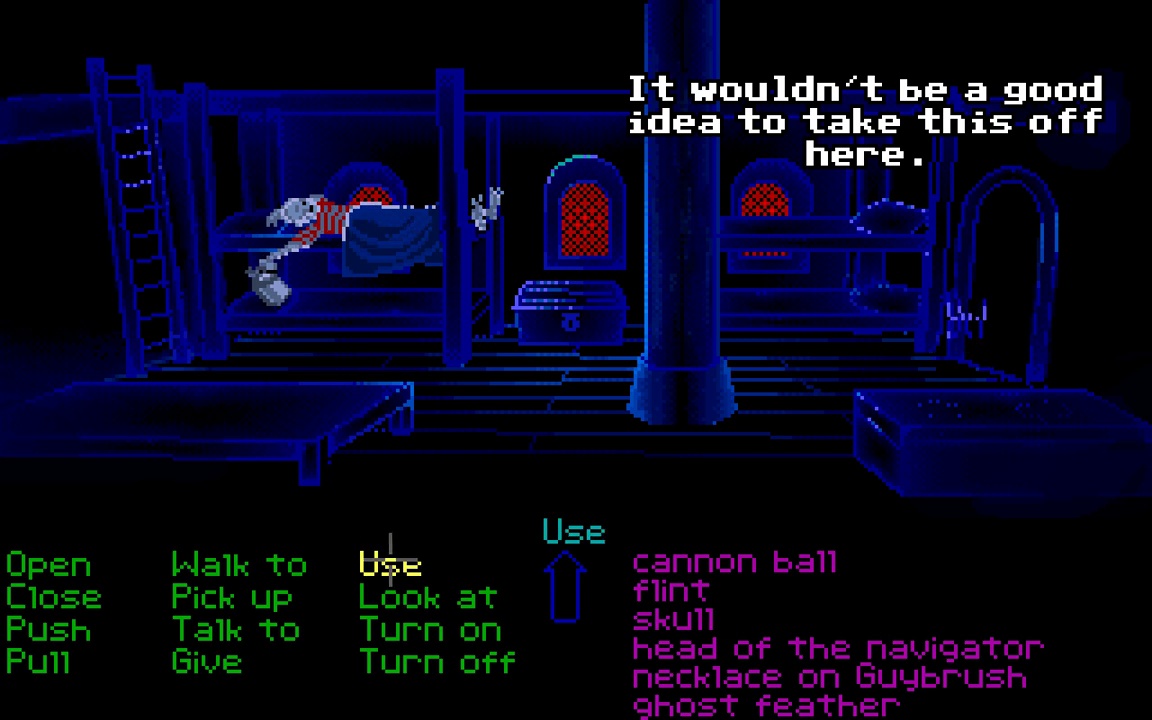 It wouldn't be a good
idea to take this off
here.
Use
Open Walk to Use
Close Pick up Look at
Push Talk to Turn on
Pull Give Turn off
cannon ball
flint
skull
head of the navigator
necklace on Guybrush
ghost feather